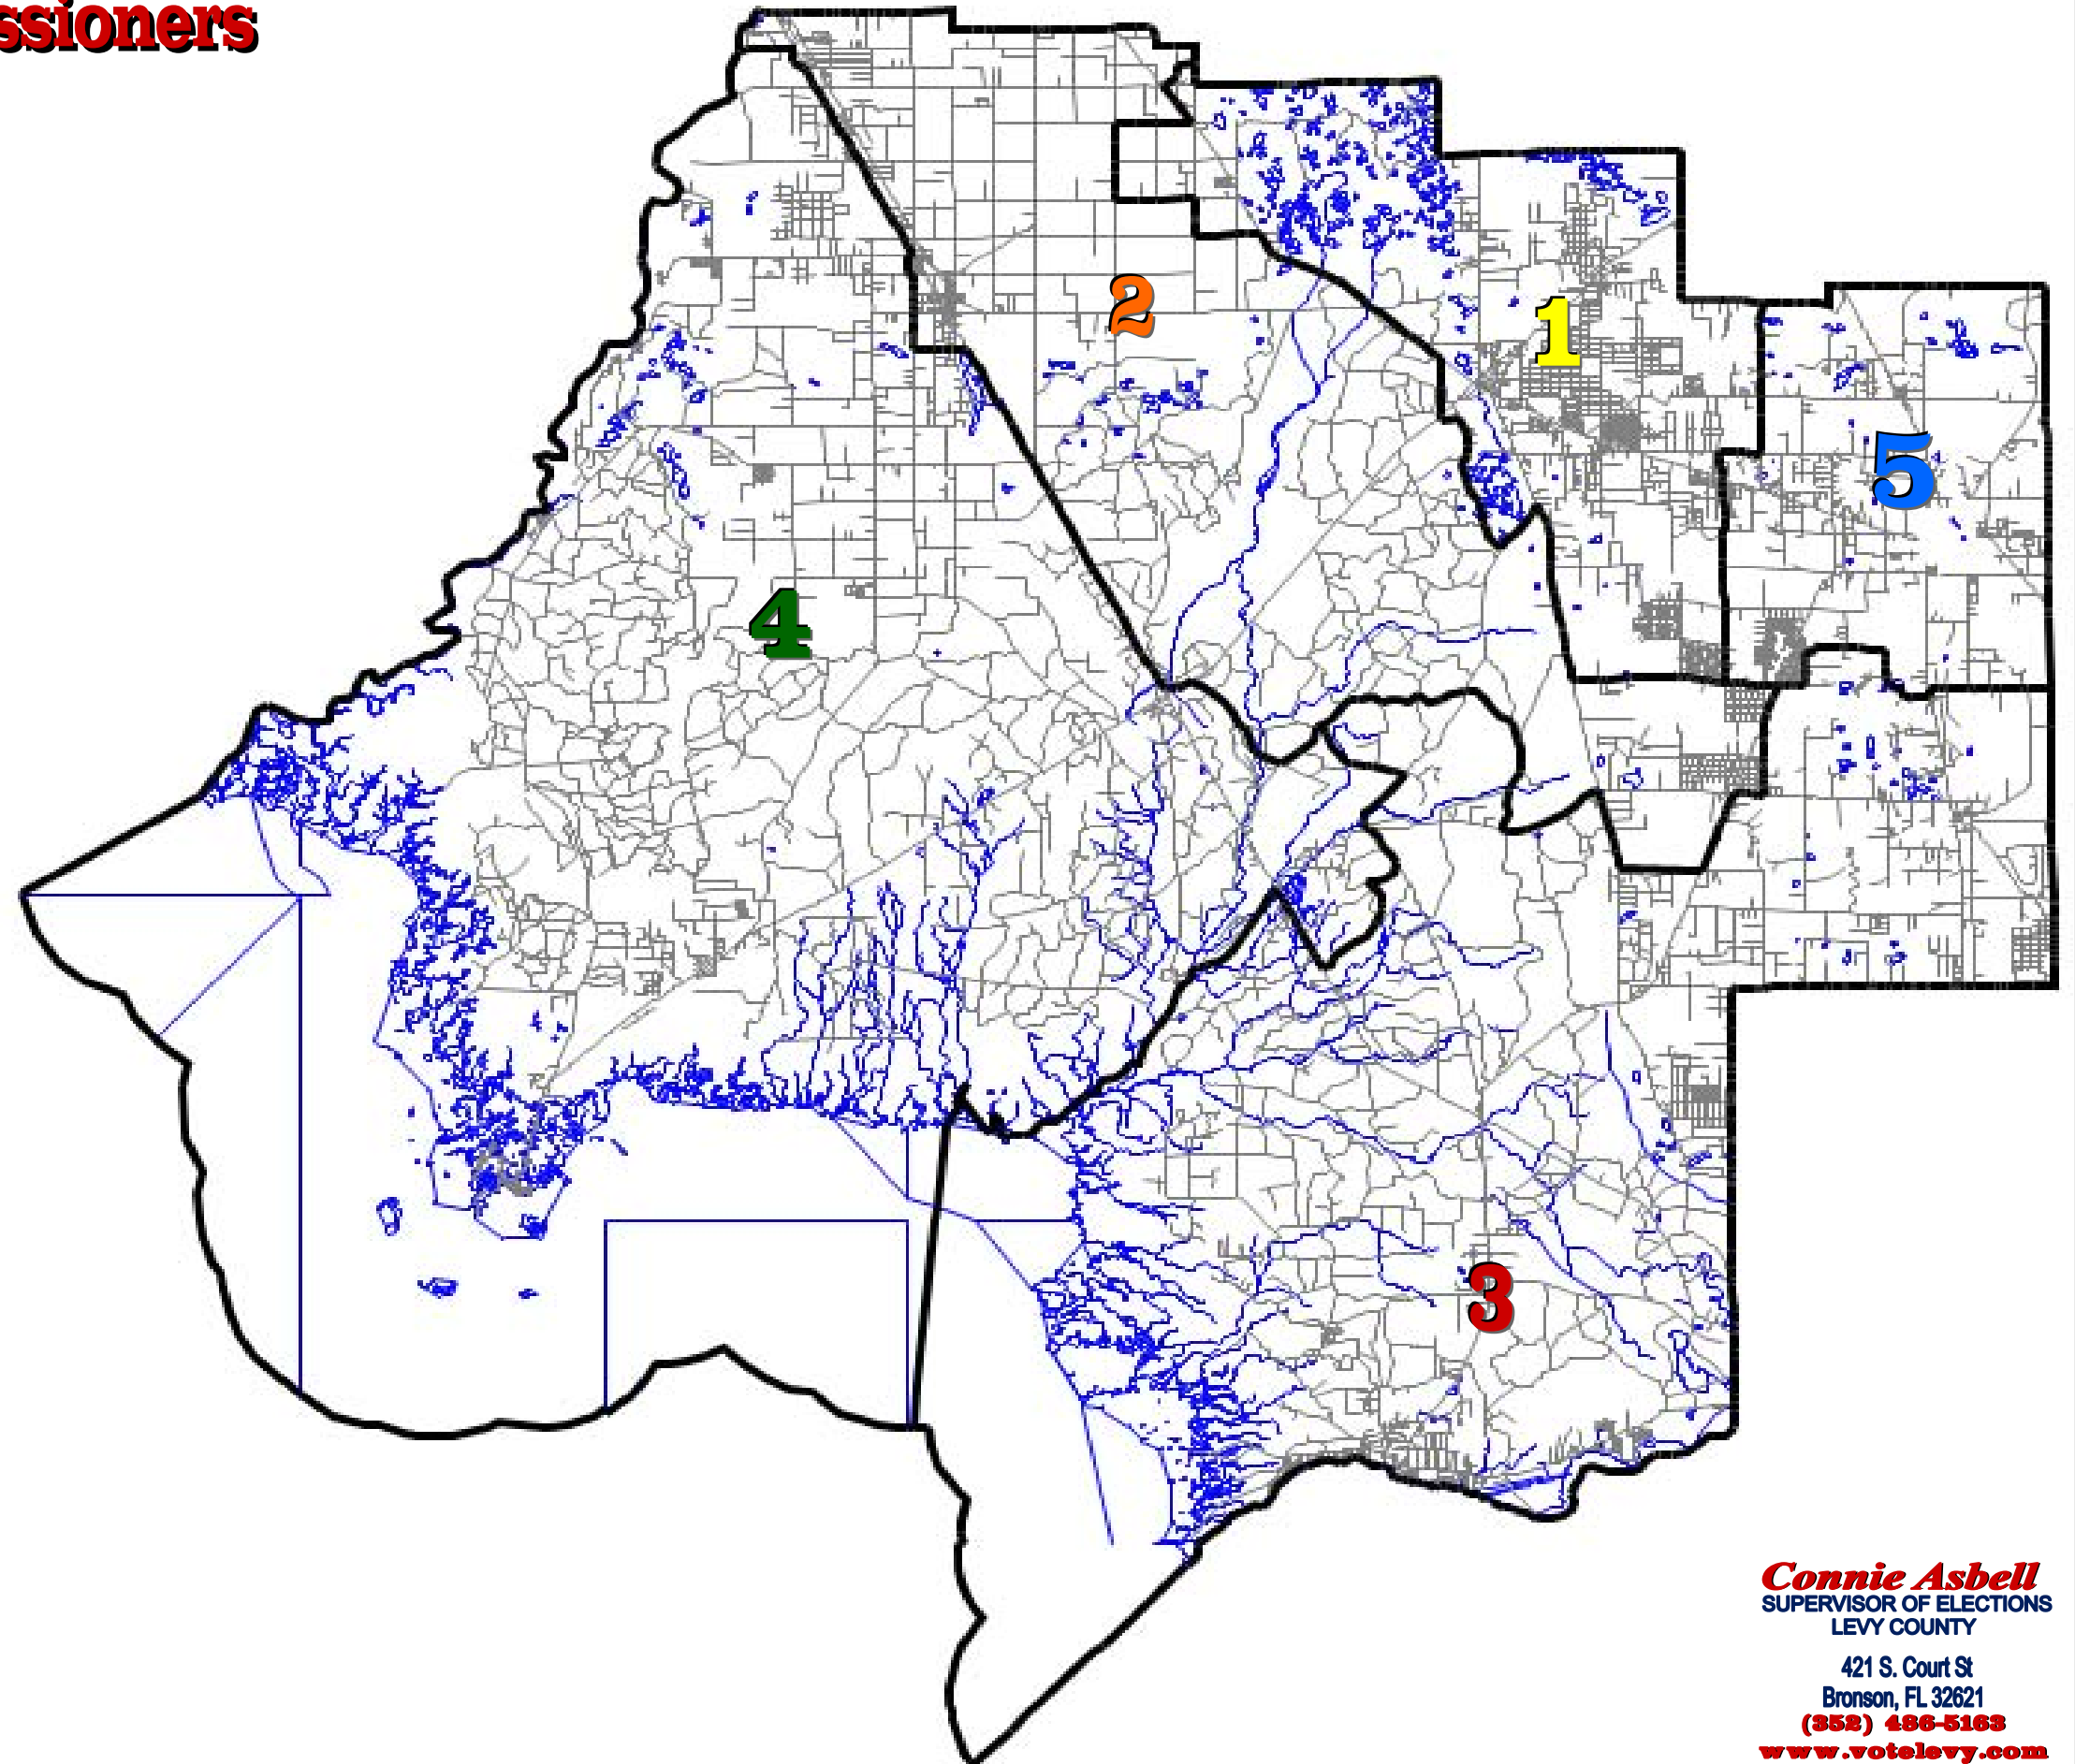 ssioners
2
1
5
4
3
Connie Asbell
SUPERVISOR OF ELECTIONS
LEVY COUNTY
421 S. Court St
Bronson, FL 32621
(352) 486-5163
www.votelevy.com